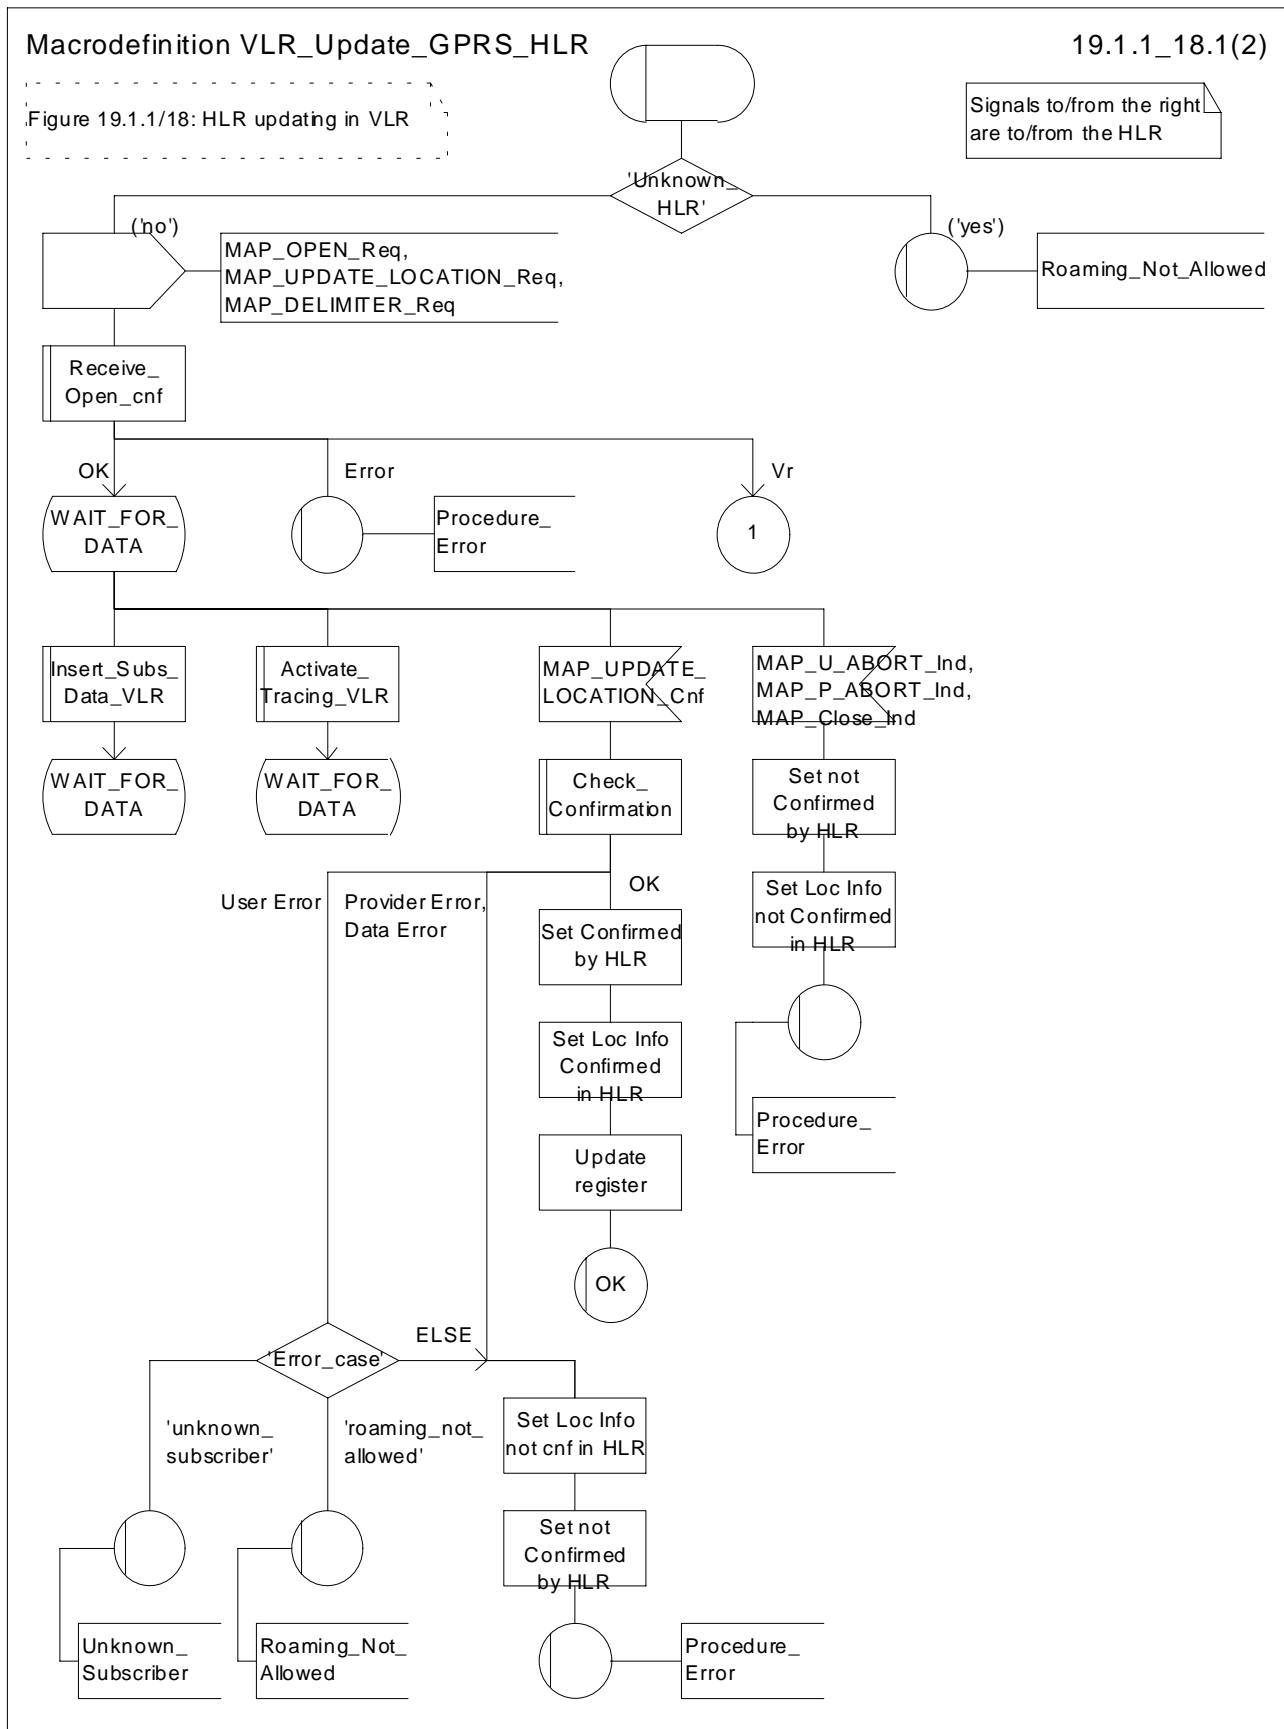 Macrodefinition VLR_Update_GPRS_HLR
19.1.1_18.1(2)
Figure 19.1.1/18: HLR updating in VLR
Signals to/from the right
are to/from the HLR
'Unknown_
HLR'
('no')
('yes')
MAP_OPEN_Req,
MAP_UPDATE_LOCATION_Req,
MAP_DELIMITER_Req
Roaming_Not_Allowed
Receive_
Open_cnf
OK
Error
Vr
WAIT_FOR_
DATA
Procedure_
Error
1
Insert_Subs_
Data_VLR
Activate_
Tracing_VLR
MAP_UPDATE_
LOCATION_Cnf
MAP_U_ABORT_Ind,
MAP_P_ABORT_Ind,
MAP_Close_Ind
WAIT_FOR_
DATA
WAIT_FOR_
DATA
Check_
Confirmation
Set not
Confirmed
by HLR
User Error
Provider Error,
Data Error
OK
Set Loc Info
not Confirmed
in HLR
Set Confirmed
by HLR
Set Loc Info
Confirmed
in HLR
Procedure_
Error
Update
register
OK
ELSE
'Error_case'
'unknown_
subscriber'
'roaming_not_
allowed'
Set Loc Info
not cnf in HLR
Set not
Confirmed
by HLR
Unknown_
Subscriber
Roaming_Not_
Allowed
Procedure_
Error